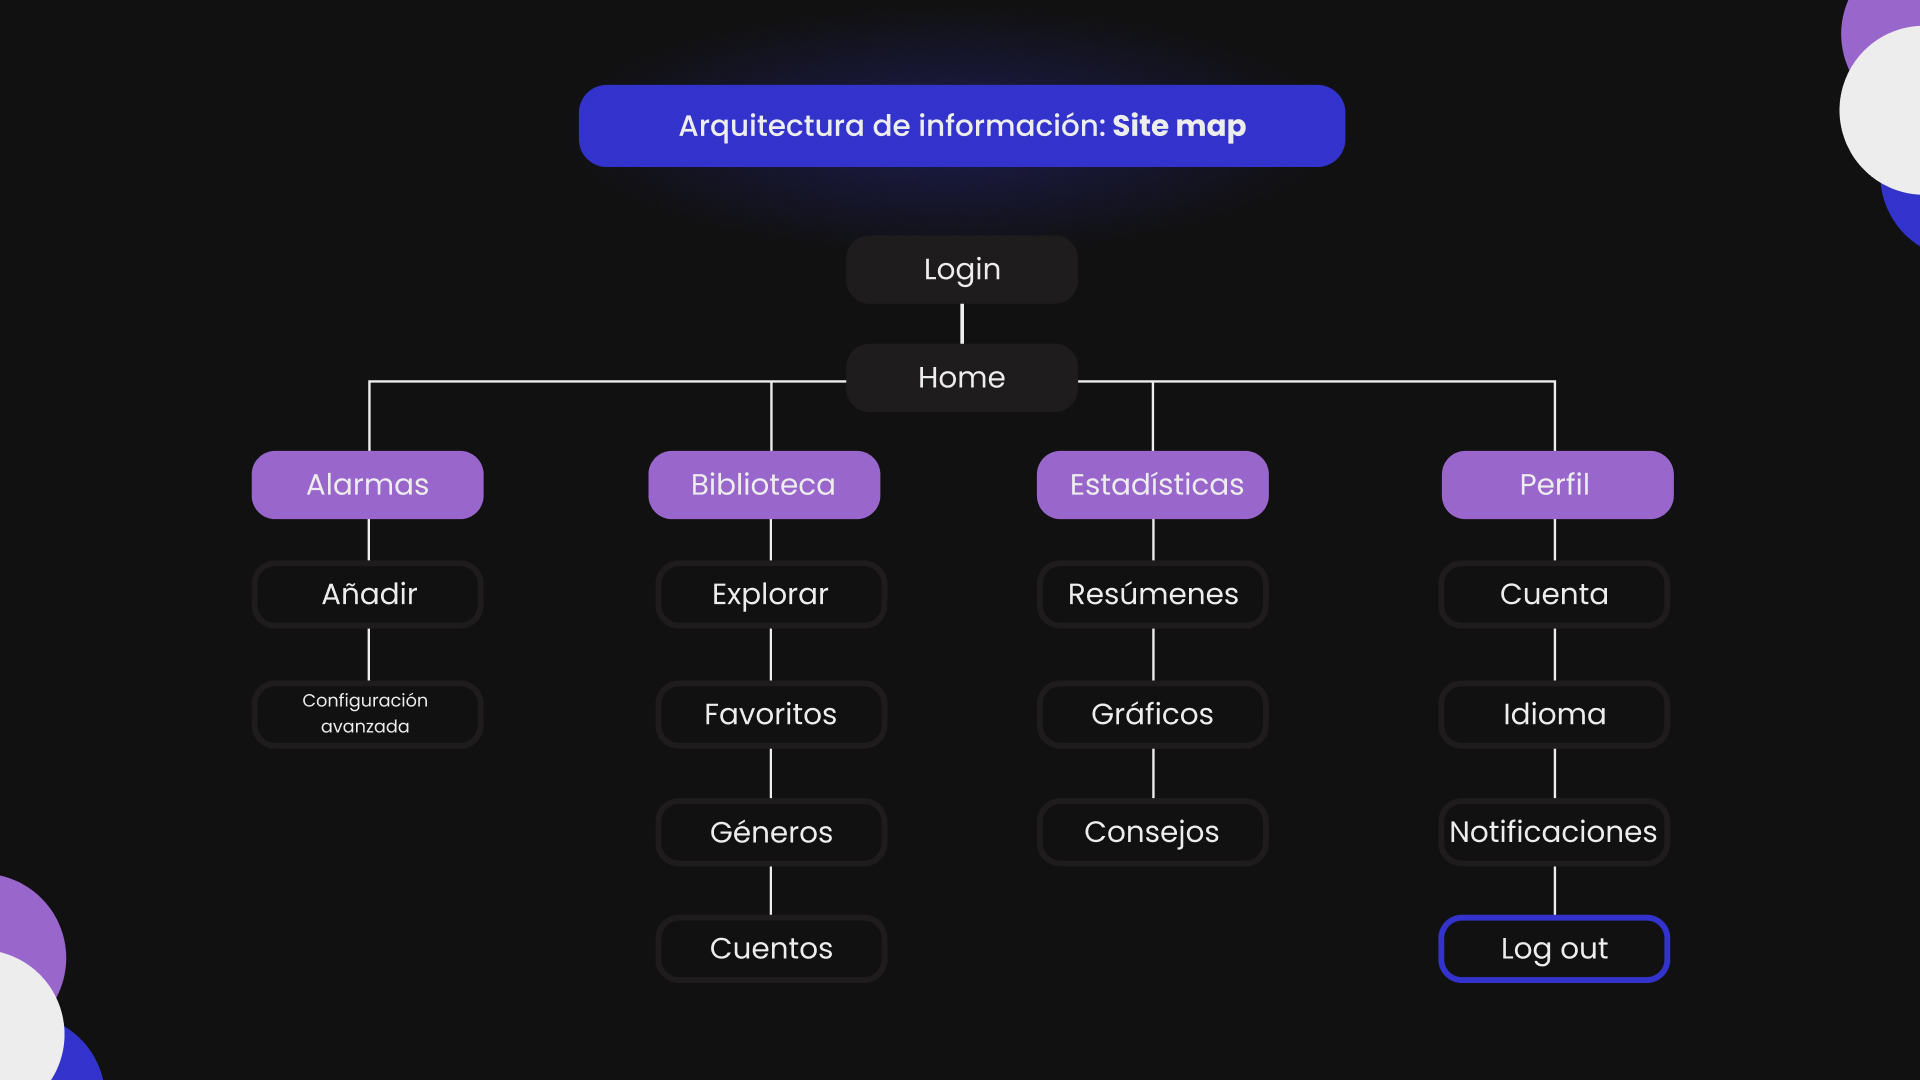 Arquitectura de información: Site map
Login
Home
Alarmas
Biblioteca
Estadísticas
Perfil
Añadir
Explorar
Resúmenes
Cuenta
Configuración
avanzada
Favoritos
Gráficos
Idioma
Géneros
Consejos
Notificaciones
Cuentos
Log out